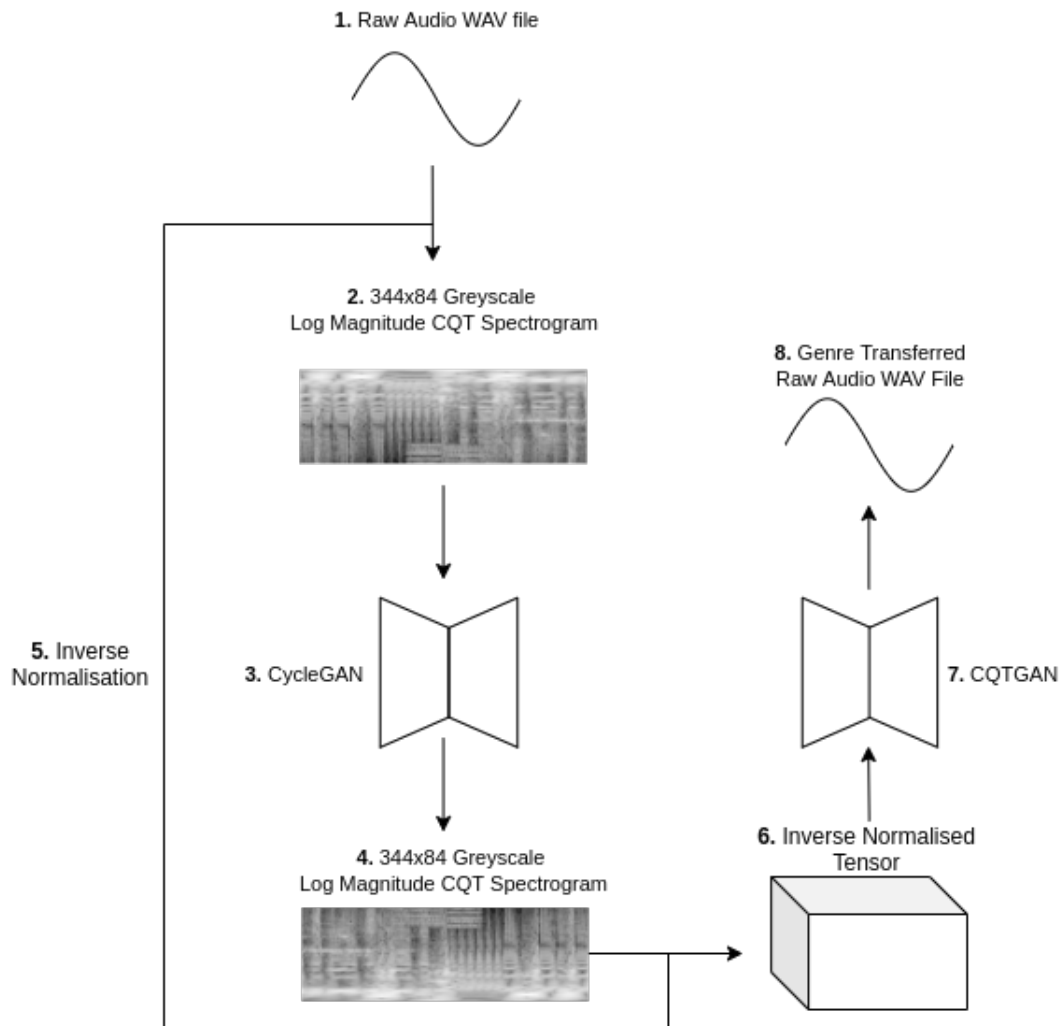 1. Raw Audio WAV file
2. 344x84 Greyscale
Log Magnitude CQT Spectrogram
3. CycleGAN
4. 344x84 Greyscale
Log Magnitude CQT Spectrogram
5. Inverse
Normalisation
6. Inverse Normalised
Tensor
7. CQTGAN
8. Genre Transferred
Raw Audio WAV File